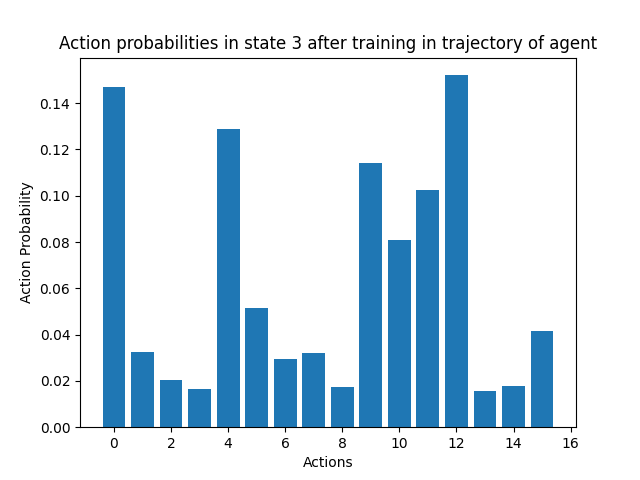 Action probabilities in state 3 after training in trajectory of agent
Action Probability
0.14
0.12
0.10
0.08
0.06
0.04
0.02
0.00
0 2 4 6 8 10 12 14 16
Actions